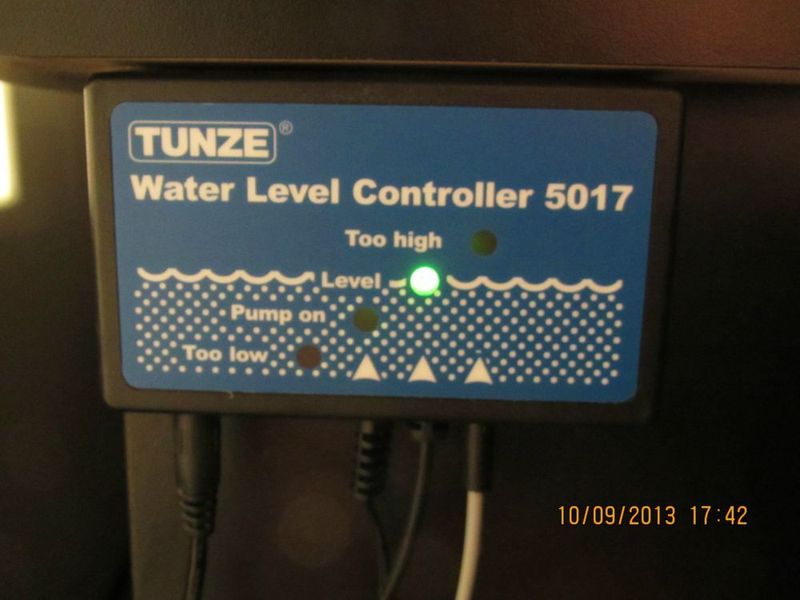 TUNZE®
Water Level Controller 5017
Too high
Level
Pump on
Too low
10/09/2013 17:42